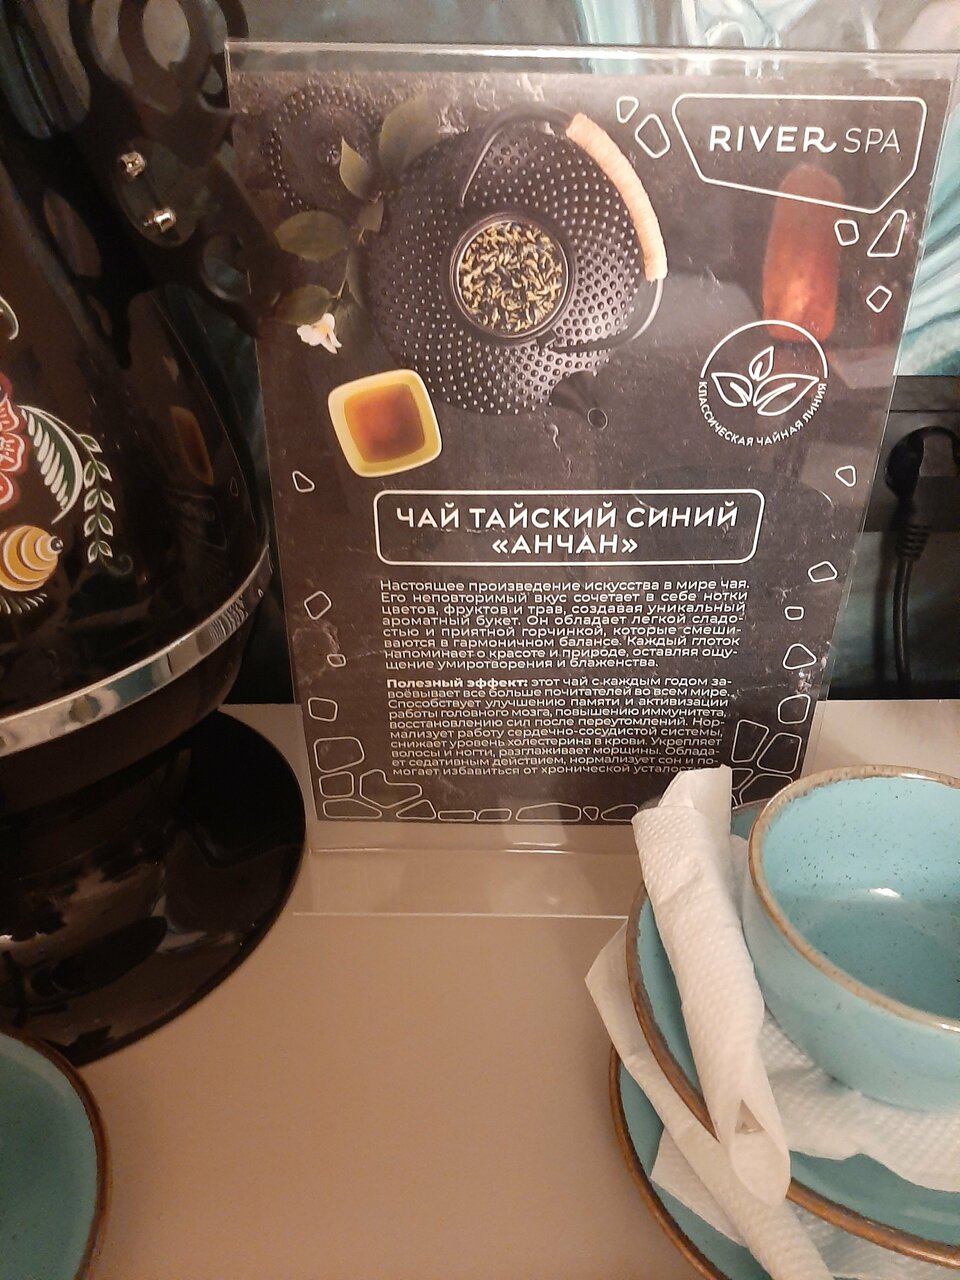 RIVER SPA
КЛАССИЧЕСКАЯ ЧАЙНАЯ ЛИНИЯ
ЧАЙ ТАЙСКИЙ СИНИЙ
«АНЧАН»
Настоящее произведение искусства в мире чая.
Его неповторимый вкус сочетает в себе нотки
цветов, фруктов и трав, создавая уникальный
ароматный букет. Он обладает легкой сладо-
стью и приятной горчинкой, которые смеши-
ваются в гармоничном балансе. Каждый глоток
напоминает о красоте и природе, оставляя ощу-
щение умиротворения и блаженства.
Полезный эффект: этот чай с каждым годом за-
воёвывает все больше почитателей во всем мире.
Способствует улучшению памяти и активизации
работы головного мозга, повышению иммунитета,
восстановлению сил после переутомлений. Нор-
мализует работу сердечно-сосудистой системы,
снижает уровень холестерина в крови. Укрепляет
волосы и ногти, разглаживает морщины. Облада-
ет седативным действием, нормализует сон и по-
могает избавиться от хронической усталости.